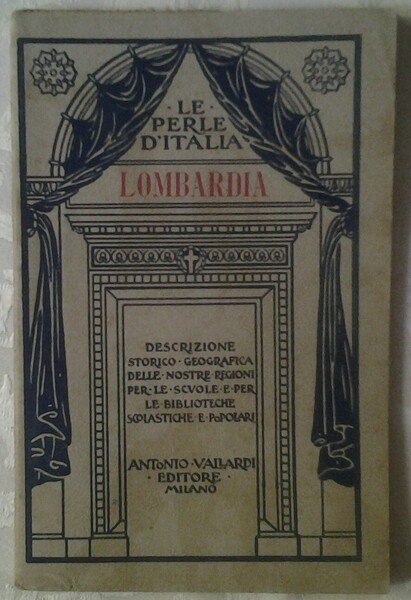 · LE ·
PERLE
D'ITALIA
LOMBARDIA
DESCRIZIONE
STORICO · GEOGRAFICA
DELLE · NOSTRE · REGIONI
PER · LE · SCVOLE · E · PER
LE · BIBLIOTECHE
SCOLASTICHE · E · POPOLARI
ANTONIO · VALLARDI
· EDITORE ·
MILANO